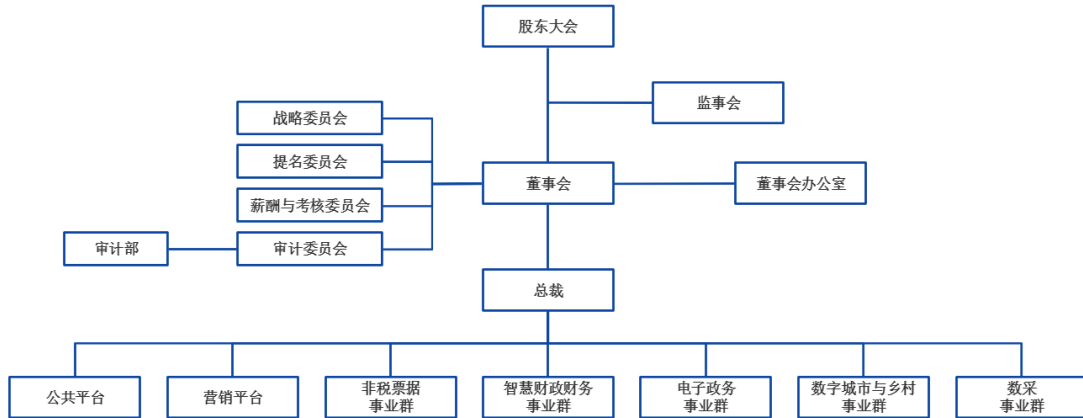 股东大会
监事会
战略委员会
提名委员会
董事会
董事会办公室
薪酬与考核委员会
审计部
审计委员会
总裁
公共平台
营销平台
非税票据
事业群
智慧财政财务
事业群
电子政务
事业群
数字城市与乡村
事业群
数采
事业群